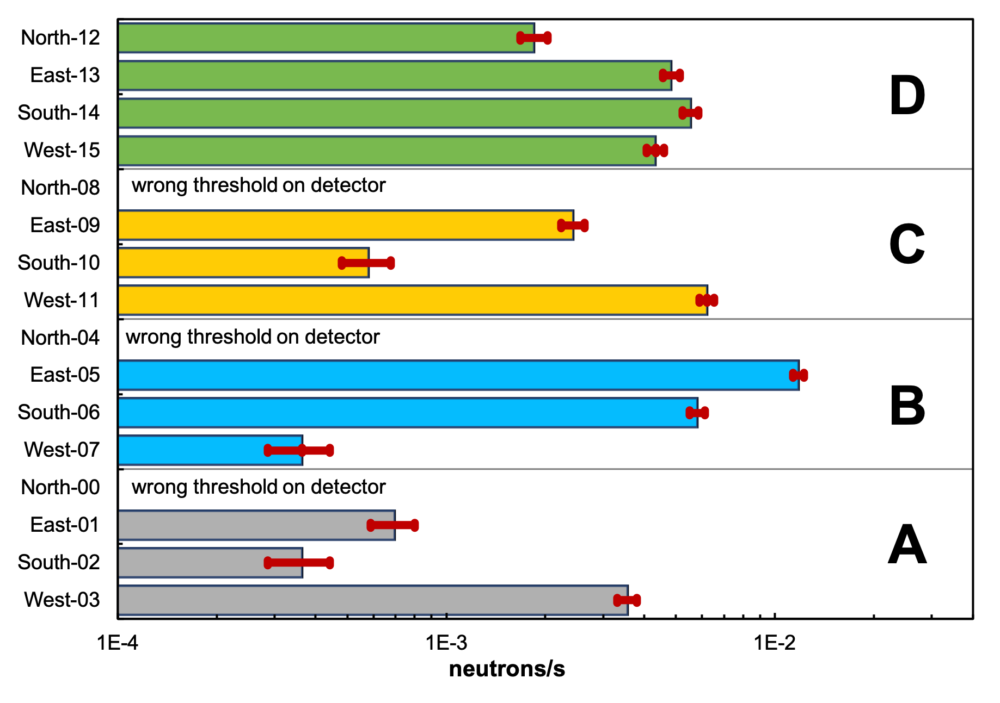 North-12
East-13
South-14
West-15
D
North-08 wrong threshold on detector
East-09
South-10
West-11
C
North-04 wrong threshold on detector
East-05
South-06
West-07
B
North-00 wrong threshold on detector
East-01
South-02
West-03
A
1E-4 1E-3 1E-2
neutrons/s